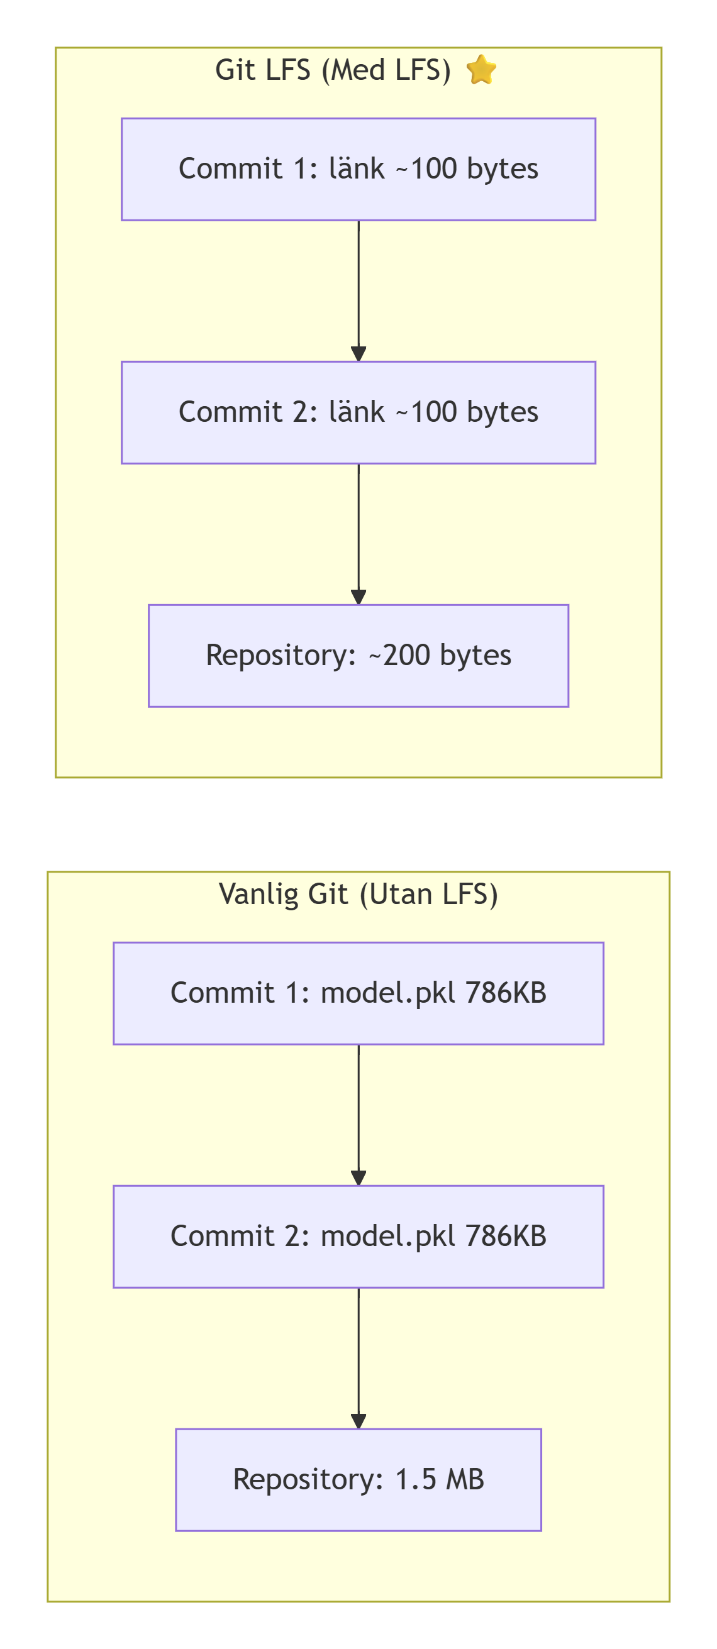 Git LFS (Med LFS) ⭐
Commit 1: länk ~100 bytes
Commit 2: länk ~100 bytes
Repository: ~200 bytes
Vanlig Git (Utan LFS)
Commit 1: model.pkl 786KB
Commit 2: model.pkl 786KB
Repository: 1.5 MB